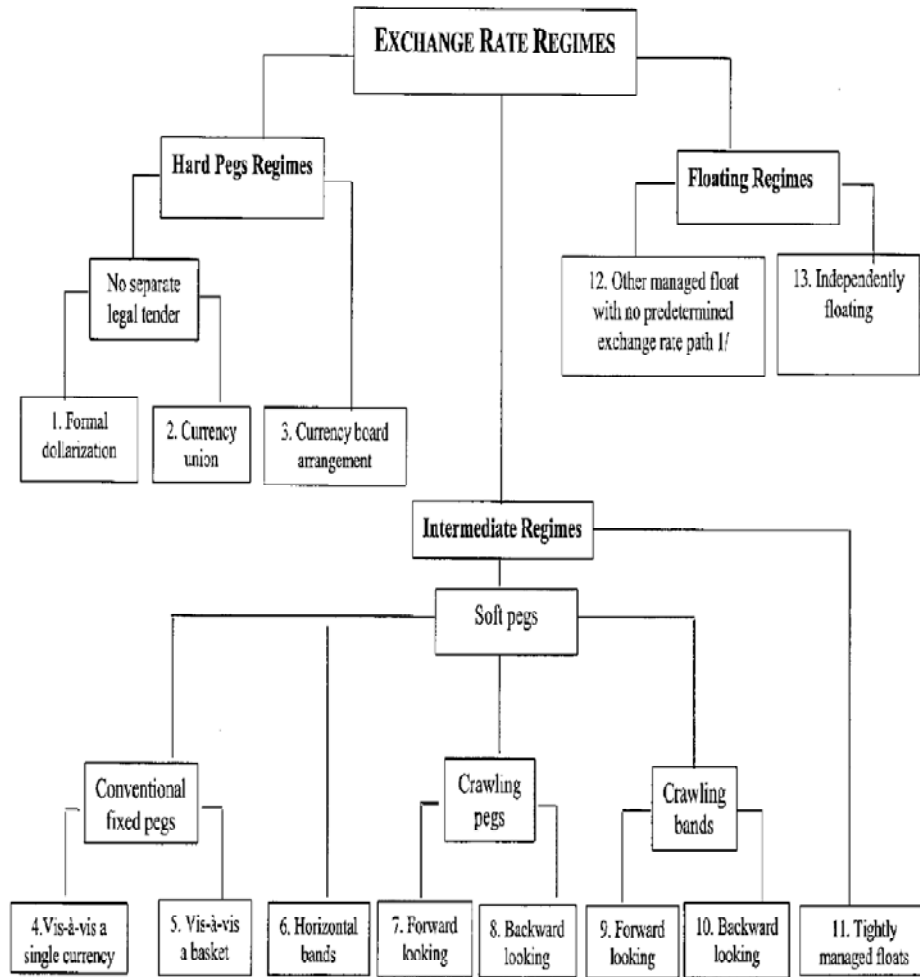 EXCHANGE RATE REGIMES
Hard Pegs Regimes
Floating Regimes
No separate
legal tender
12. Other managed float
with no predetermined
exchange rate path 1/
13. Independently
floating
1. Formal
dollarization
2. Currency
union
3. Currency board
arrangement
Intermediate Regimes
Soft pegs
Conventional
fixed pegs
Crawling
pegs
Crawling
bands
4.Vis-à-vis a
single currency
5. Vis-à-vis
a basket
6. Horizontal
bands
7. Forward
looking
8. Backward
looking
9. Forward
looking
10. Backward
looking
11. Tightly
managed floats